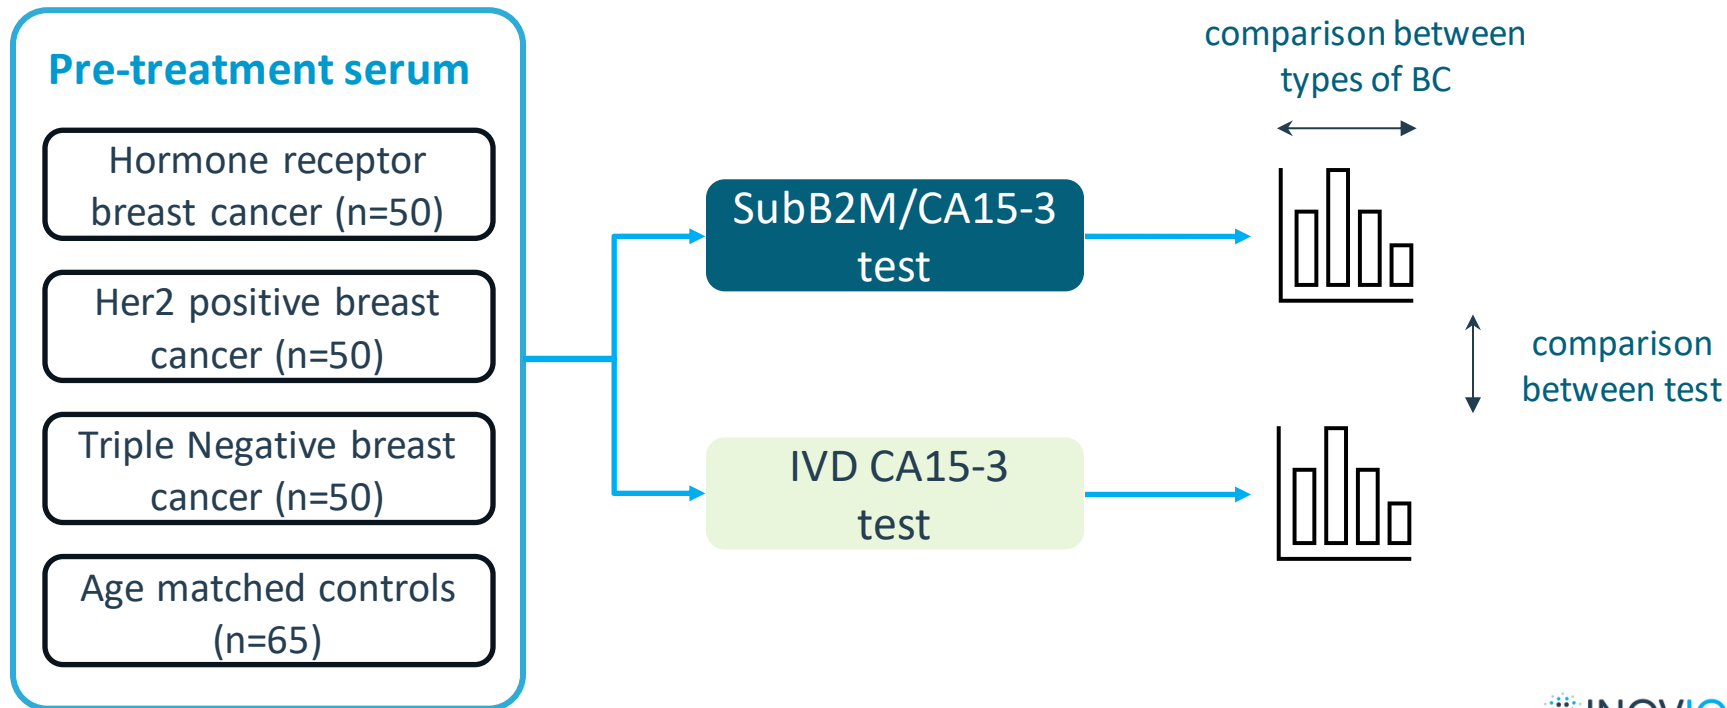 Pre-treatment serum
Hormone receptor
breast cancer (n=50)
Her2 positive breast
cancer (n=50)
Triple Negative breast
cancer (n=50)
Age matched controls
(n=65)
SubB2M/CA15-3
test
IVD CA15-3
test
comparison between
types of BC
comparison
between test
INOVIQ